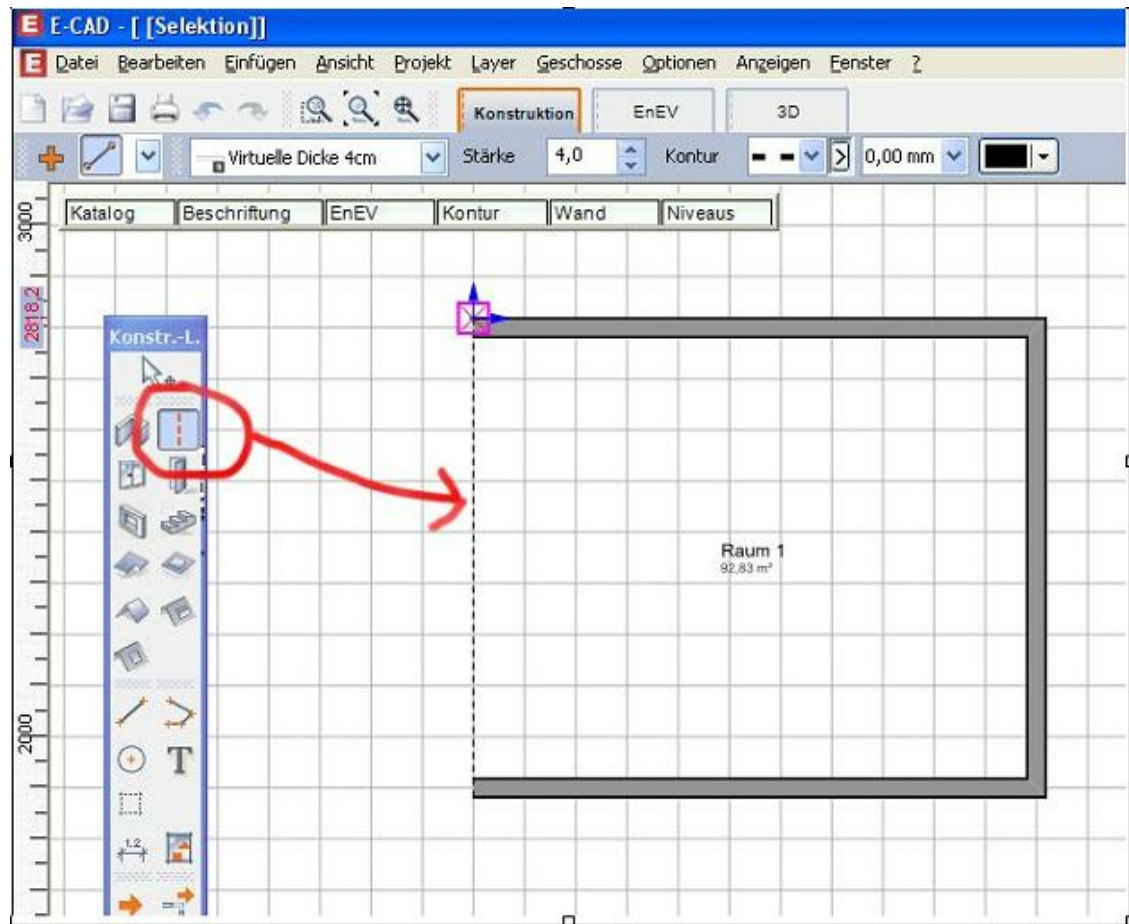 E E-CAD - [ [Selektion]]
E Datei Bearbeiten Einfügen Ansicht Projekt Layer Geschosse Optionen Anzeigen Fenster ?
Konstruktion EnEV 3D
Virtuelle Dicke 4cm Stärke 4,0 Kontur 0,00 mm
Katalog Beschriftung EnEV Kontur Wand Niveaus
3000
2818,2
Konstr.-L.
Raum 1
92,83 m²
2000
T
1.2